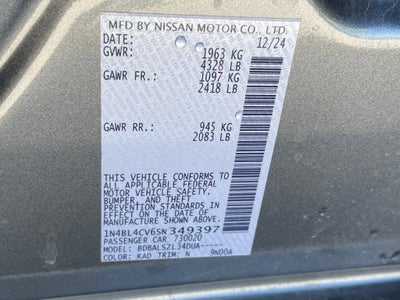 MFD BY NISSAN MOTOR CO., LTD.
DATE: 12/24
GVWR: 1963 KG
4328 LB
GAWR FR.: 1097 KG
2418 LB
GAWR RR.: 945 KG
2083 LB
THIS VEHICLE CONFORMS TO
ALL APPLICABLE FEDERAL
MOTOR VEHICLE SAFETY,
BUMPER, AND THEFT
PREVENTION STANDARDS IN
EFFECT ON THE DATE OF
MANUFACTURE SHOWN ABOVE.
1N4BL4CV6SN349397
PASSENGER CAR 730020
MODEL: BDBALSZL34DUA-----
COLOR: KAD TRIM: N 9N00A